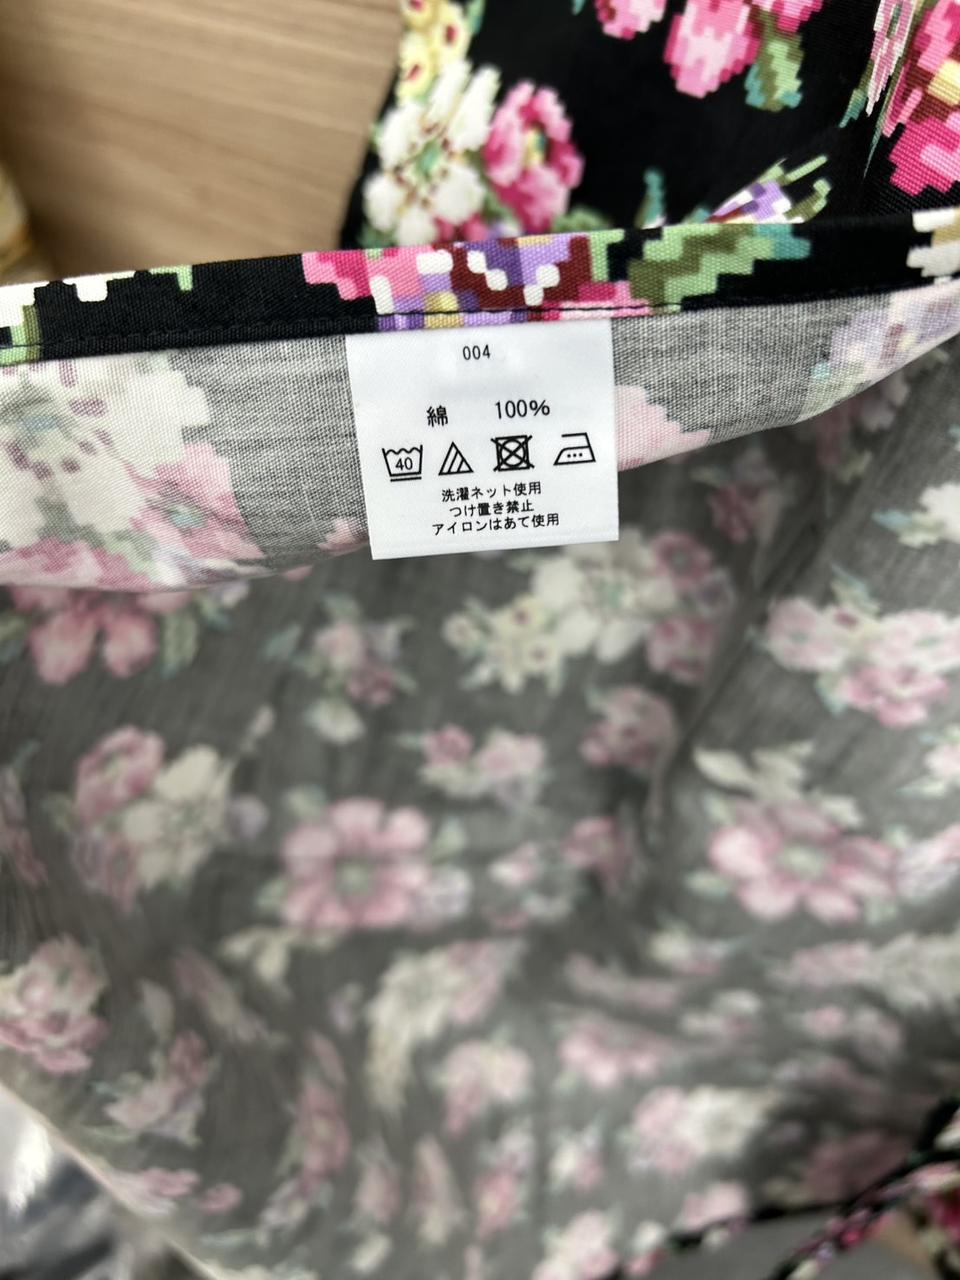 004
綿 100%
40
洗濯ネット使用
つけ置き禁止
アイロンはあて使用